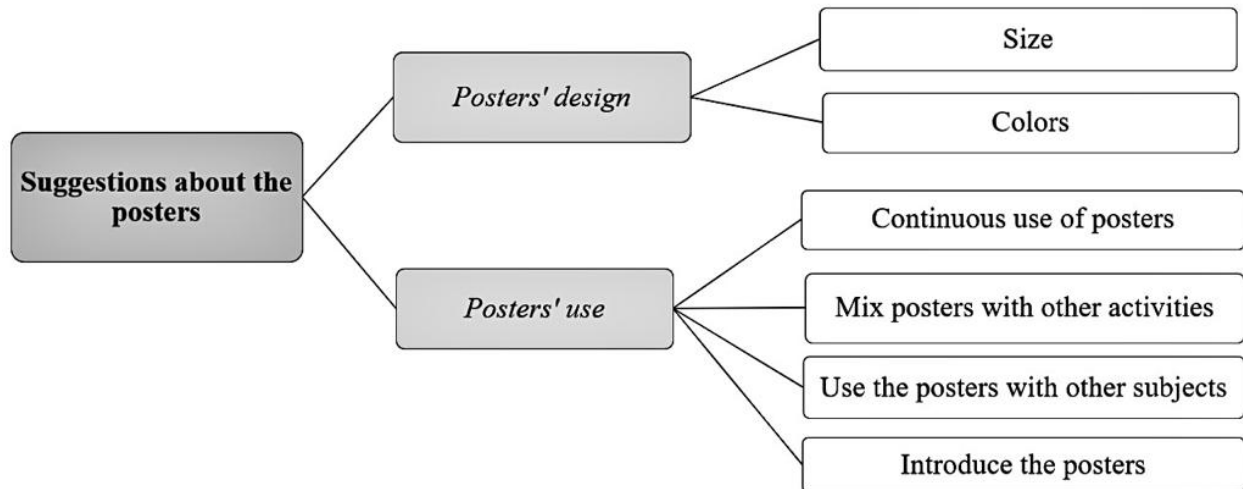 Suggestions about the
posters
Posters' design
Size
Colors
Posters' use
Continuous use of posters
Mix posters with other activities
Use the posters with other subjects
Introduce the posters